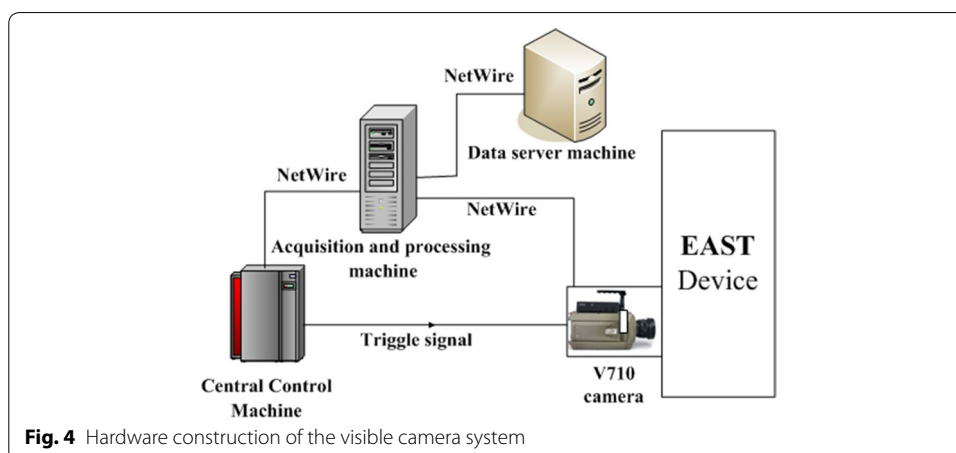 NetWire
Data server machine
NetWire
NetWire
Acquisition and processing
machine
EAST
Device
Triggle signal
V710
camera
Central Control
Machine
Fig. 4 Hardware construction of the visible camera system